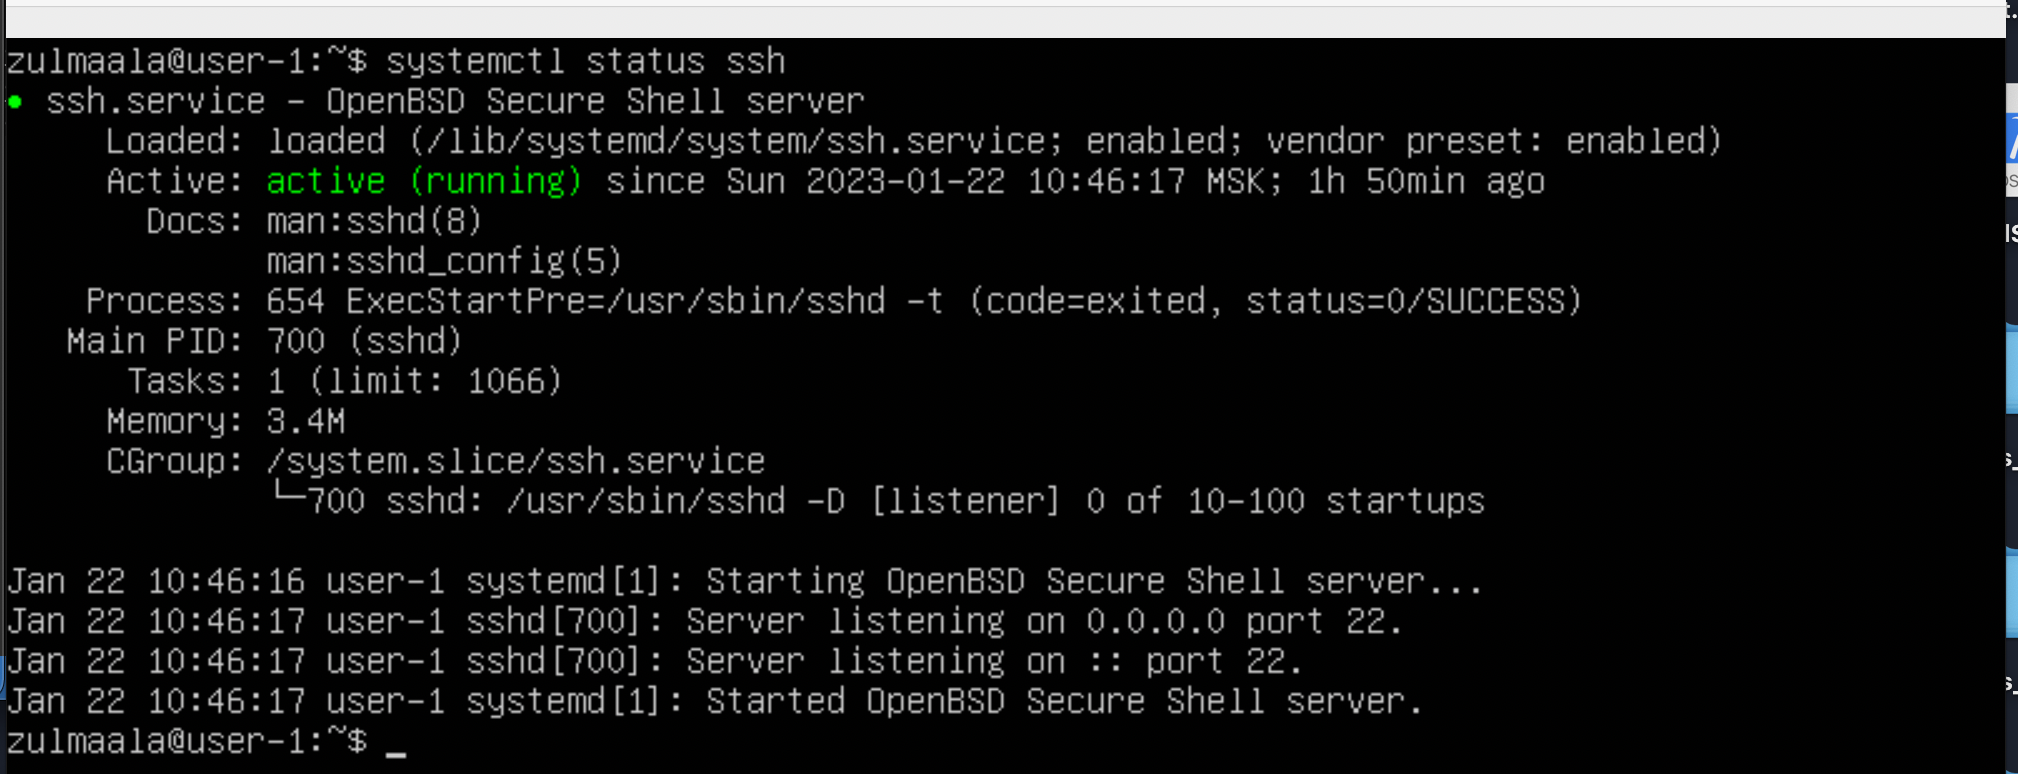 zulmaala@user-1:~$ systemctl status ssh
● ssh.service - OpenBSD Secure Shell server
     Loaded: loaded (/lib/systemd/system/ssh.service; enabled; vendor preset: enabled)
     Active: active (running) since Sun 2023-01-22 10:46:17 MSK; 1h 50min ago
       Docs: man:sshd(8)
             man:sshd_config(5)
    Process: 654 ExecStartPre=/usr/sbin/sshd -t (code=exited, status=0/SUCCESS)
   Main PID: 700 (sshd)
      Tasks: 1 (limit: 1066)
     Memory: 3.4M
     CGroup: /system.slice/ssh.service
             └─700 sshd: /usr/sbin/sshd -D [listener] 0 of 10-100 startups

Jan 22 10:46:16 user-1 systemd[1]: Starting OpenBSD Secure Shell server...
Jan 22 10:46:17 user-1 sshd[700]: Server listening on 0.0.0.0 port 22.
Jan 22 10:46:17 user-1 sshd[700]: Server listening on :: port 22.
Jan 22 10:46:17 user-1 systemd[1]: Started OpenBSD Secure Shell server.
zulmaala@user-1:~$ _